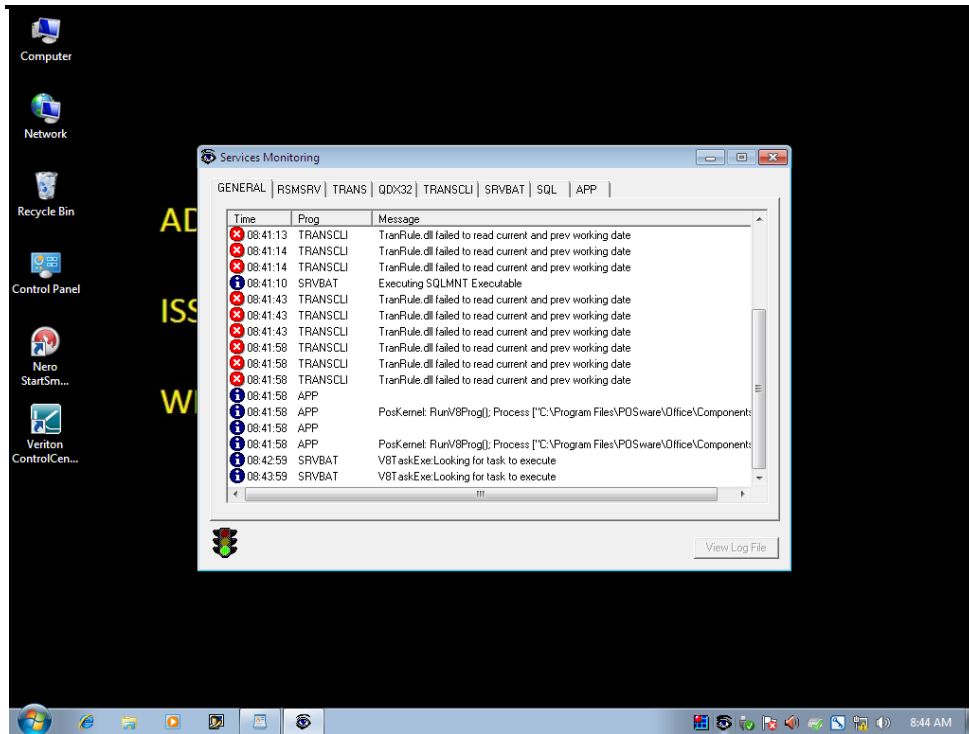 Computer
Network
Recycle Bin
Control Panel
Nero
StartSm...
Veriton
ControlCen...
AD
ISS
Services Monitoring
GENERAL RSMSRV TRANS QDX32 TRANSCLI SRVBAT SQL APP
Time Prog Message
08:41:13 TRANSCLI TranRule.dll failed to read current and prev working date
08:41:14 TRANSCLI TranRule.dll failed to read current and prev working date
08:41:14 TRANSCLI TranRule.dll failed to read current and prev working date
08:41:10 SRVBAT Executing SQLMNT Executable
08:41:43 TRANSCLI TranRule.dll failed to read current and prev working date
08:41:43 TRANSCLI TranRule.dll failed to read current and prev working date
08:41:43 TRANSCLI TranRule.dll failed to read current and prev working date
08:41:58 TRANSCLI TranRule.dll failed to read current and prev working date
08:41:58 TRANSCLI TranRule.dll failed to read current and prev working date
08:41:58 TRANSCLI TranRule.dll failed to read current and prev working date
08:41:58 APP
08:41:58 APP PosKernel: RunV8Prog(); Process ["C:\Program Files\POSware\Office\Components
08:41:58 APP
08:41:58 APP PosKernel: RunV8Prog(); Process ["C:\Program Files\POSware\Office\Components
08:42:59 SRVBAT V8TaskExe:Looking for task to execute
08:43:59 SRVBAT V8TaskExe:Looking for task to execute
View Log File
8:44 AM